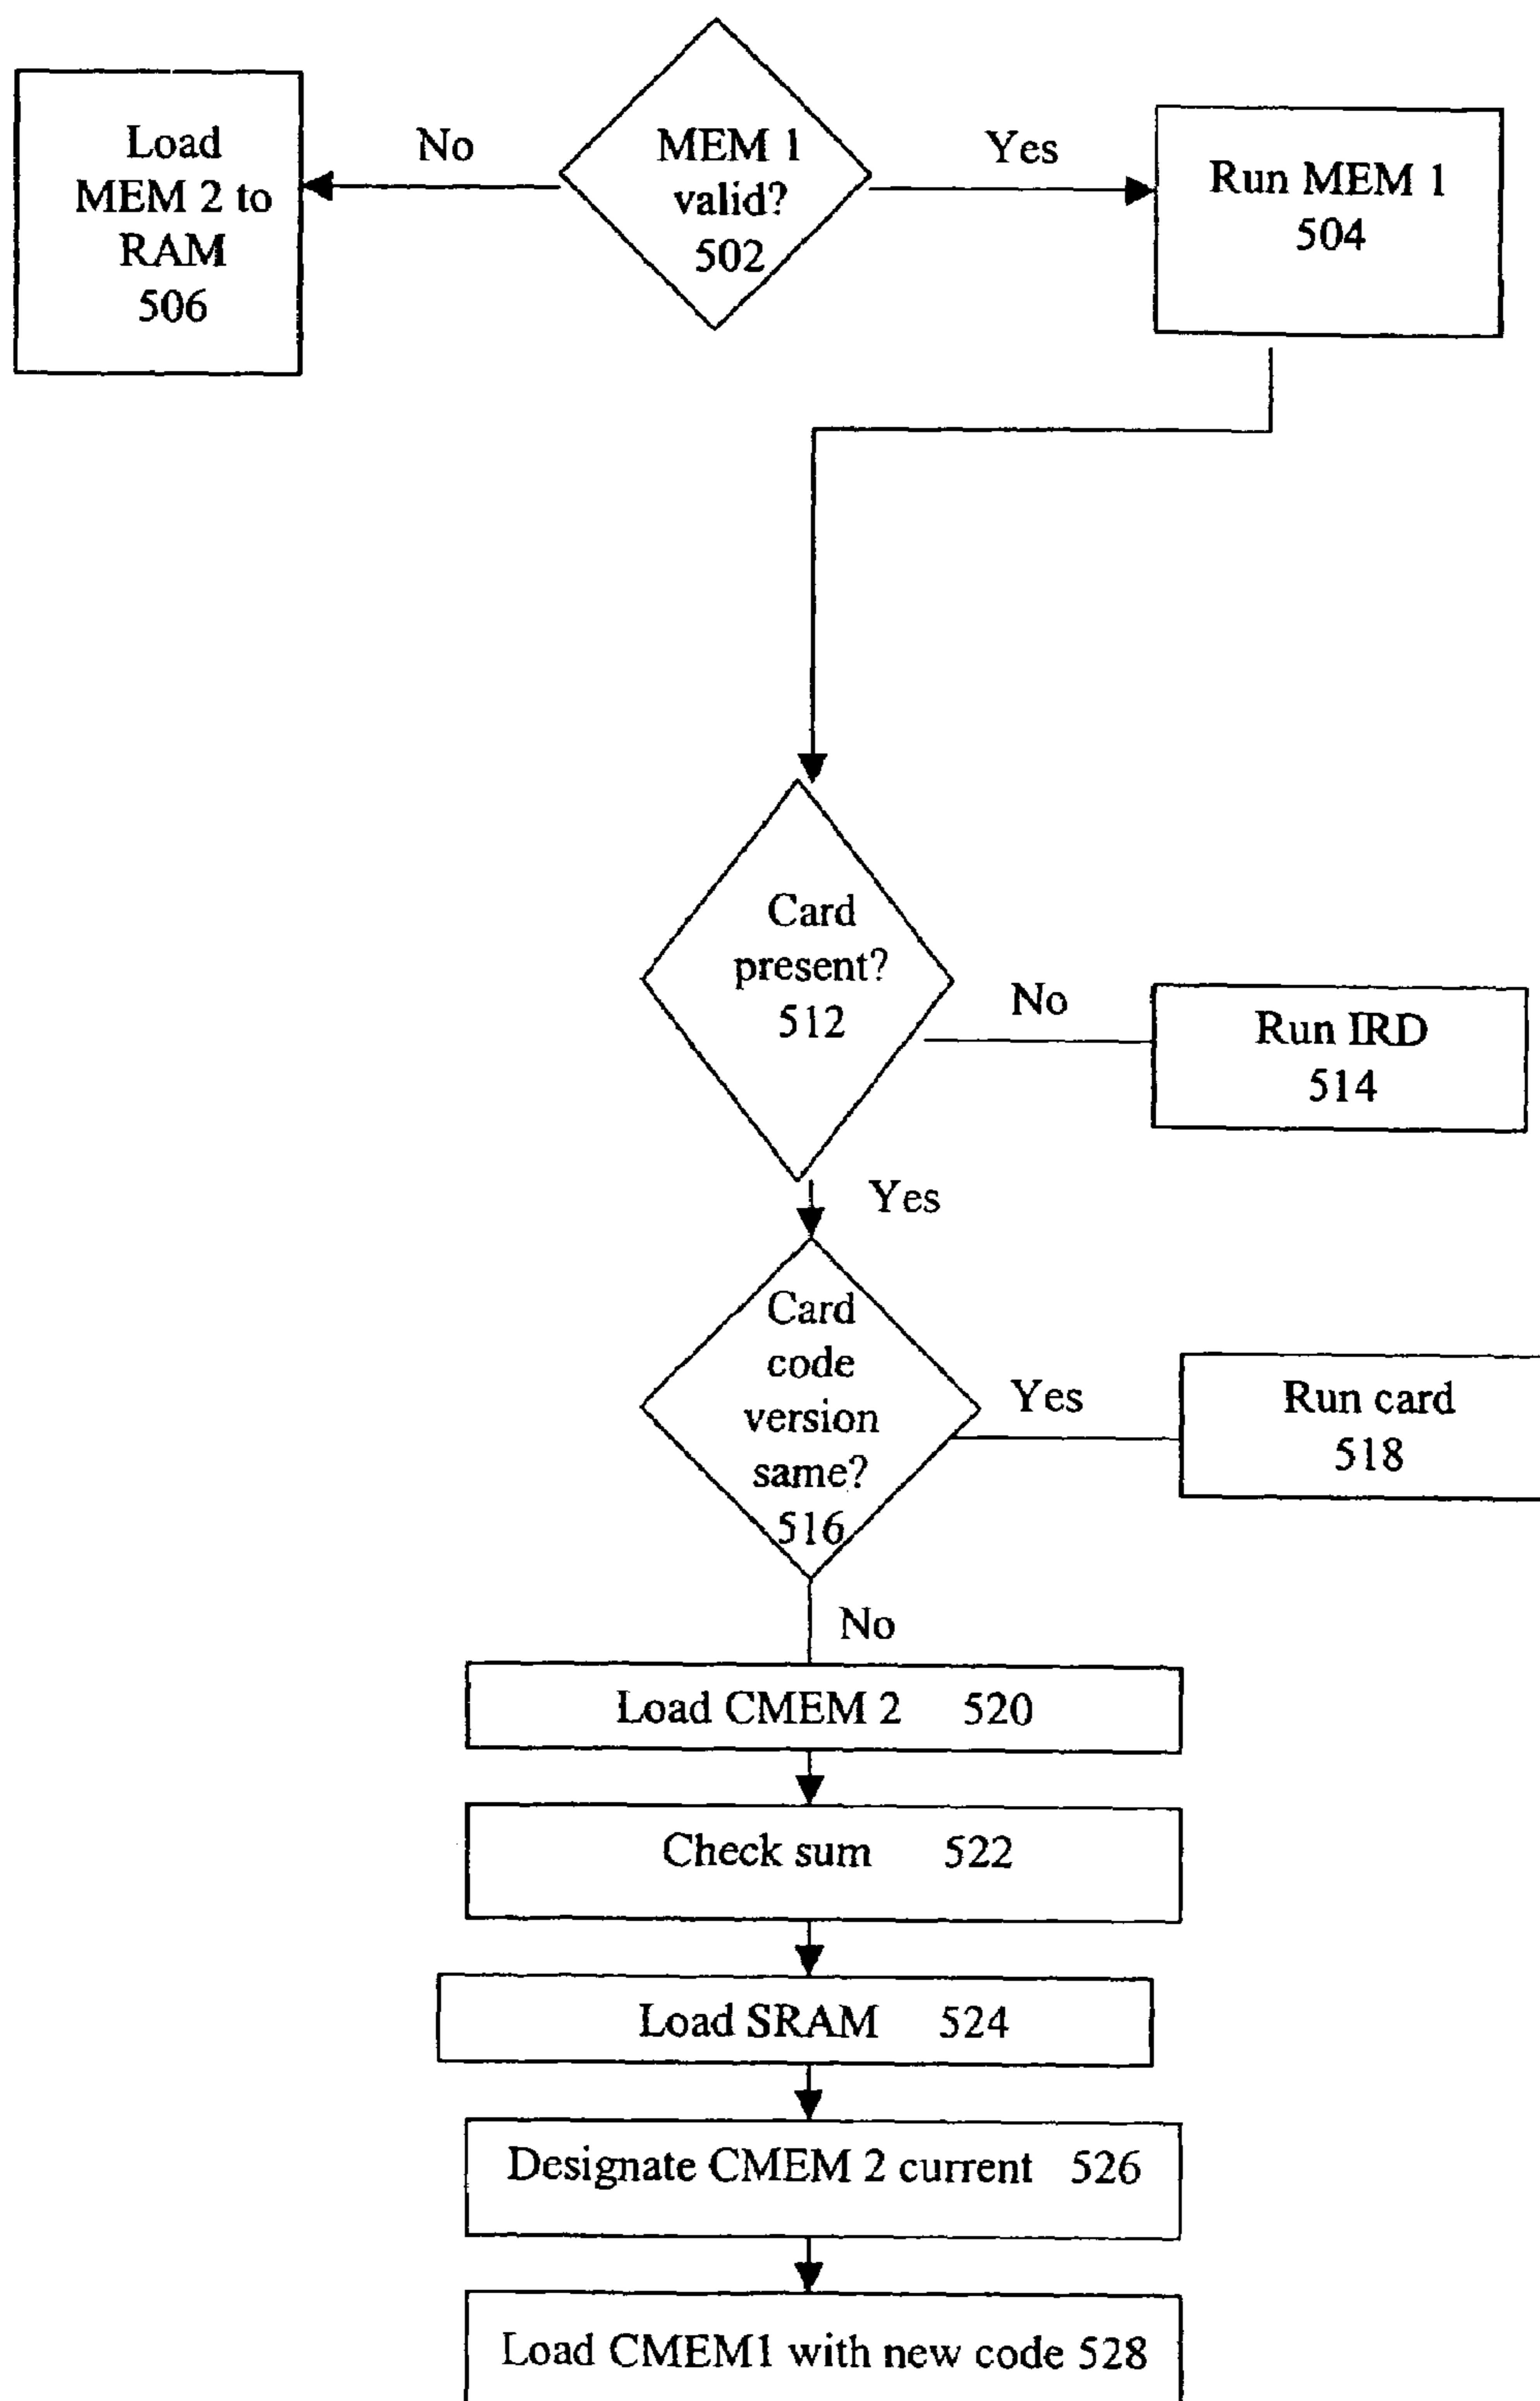 Load
MEM 2 to
RAM
506
No
MEM 1
valid?
502
Yes
Run MEM 1
504
Card
present?
512
No
Run IRD
514
Yes
Card
code
version
same?
516
Yes
Run card
518
No
Load CMEM 2 520
Check sum 522
Load SRAM 524
Designate CMEM 2 current 526
Load CMEM1 with new code 528